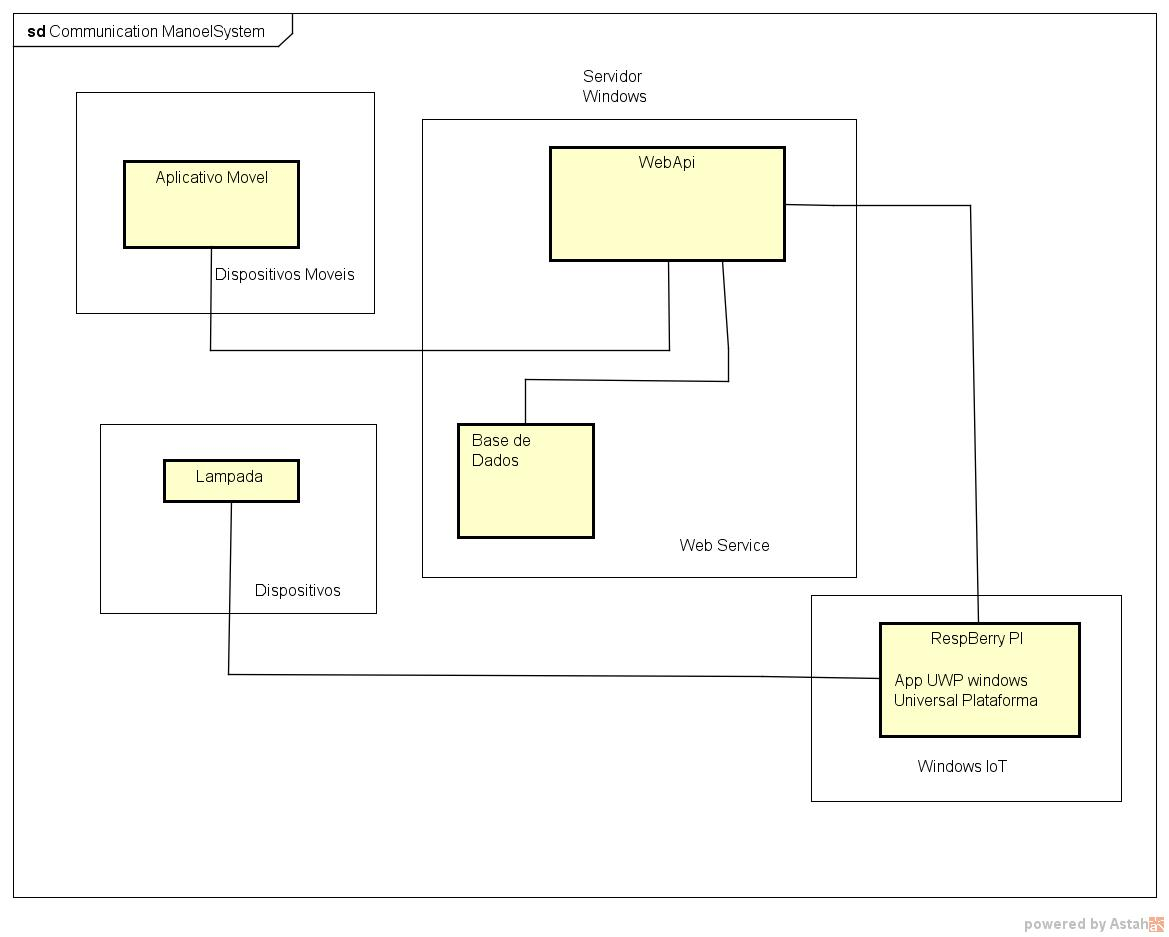 sd Communication ManoelSystem
Servidor
Windows
Aplicativo Movel
Dispositivos Moveis
WebApi
Base de
Dados
Web Service
Lampada
Dispositivos
RespBerry PI
App UWP windows
Universal Plataforma
Windows IoT
powered by Astah